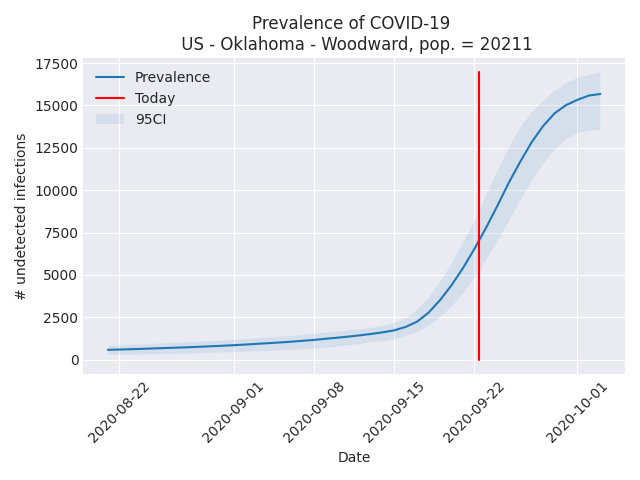 Prevalence of COVID-19
US - Oklahoma - Woodward, pop. = 20211
17500
15000
12500
10000
7500
5000
2500
0
# undetected infections
Prevalence
Today
95CI
2020-08-22
2020-09-01
2020-09-08
2020-09-15
2020-09-22
2020-10-01
Date